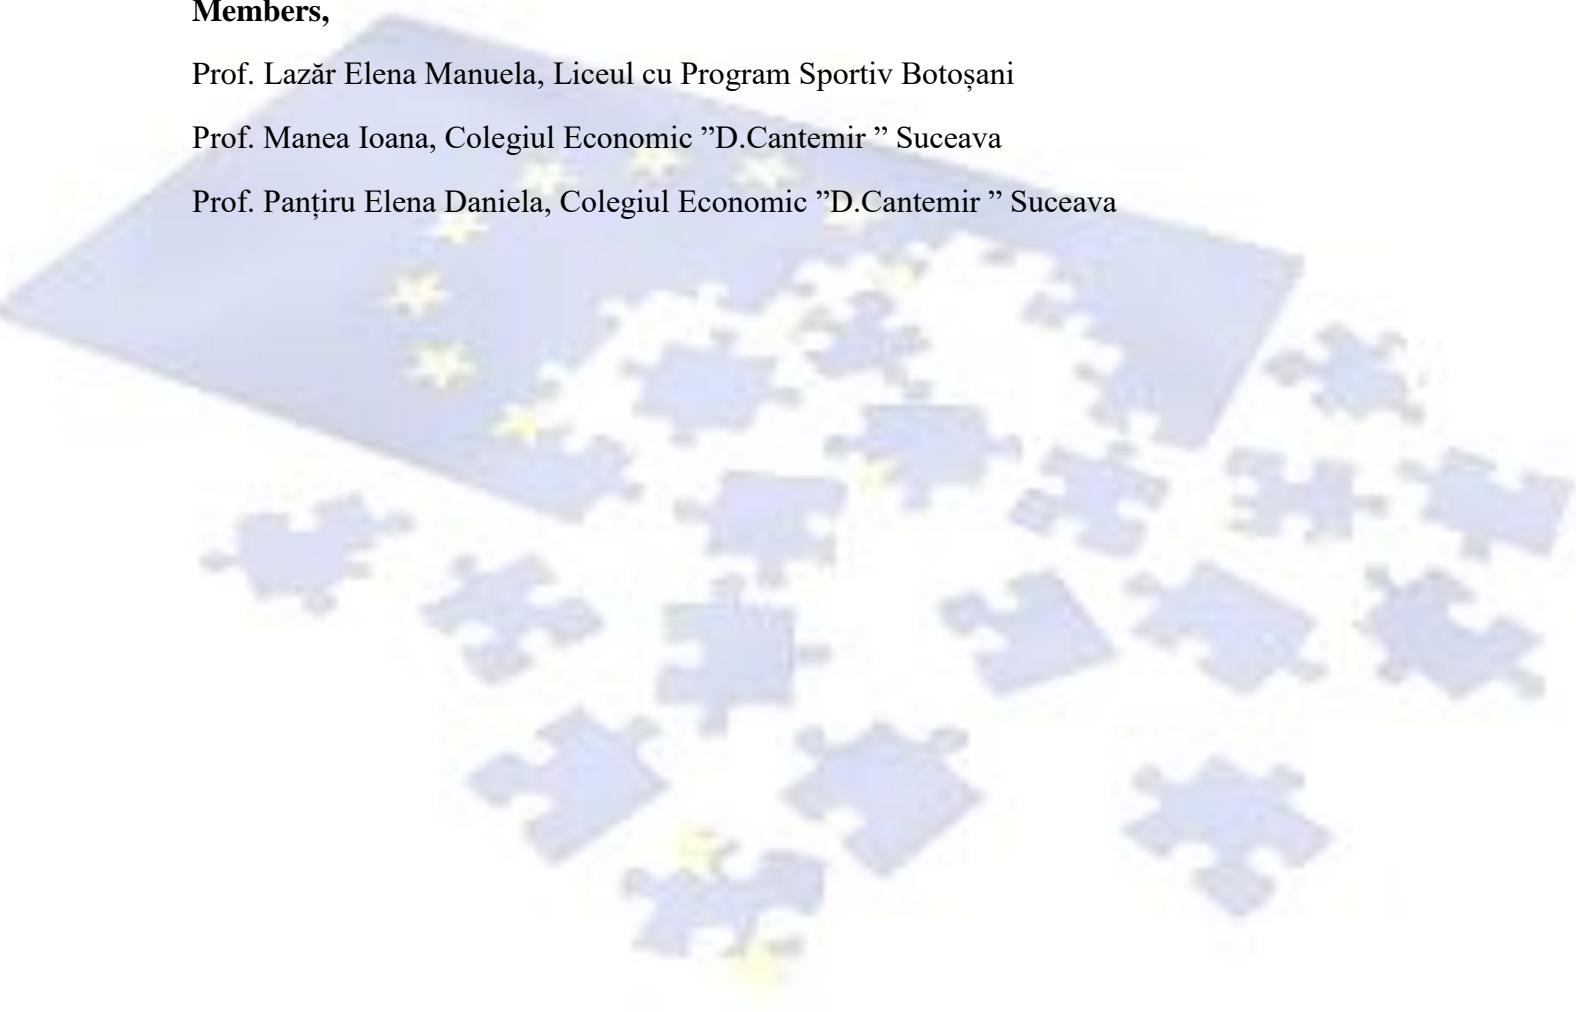 Members,
Prof. Lazăr Elena Manuela, Liceul cu Program Sportiv Botoșani
Prof. Manea Ioana, Colegiul Economic ”D.Cantemir ” Suceava
Prof. Panțiru Elena Daniela, Colegiul Economic ”D.Cantemir ” Suceava